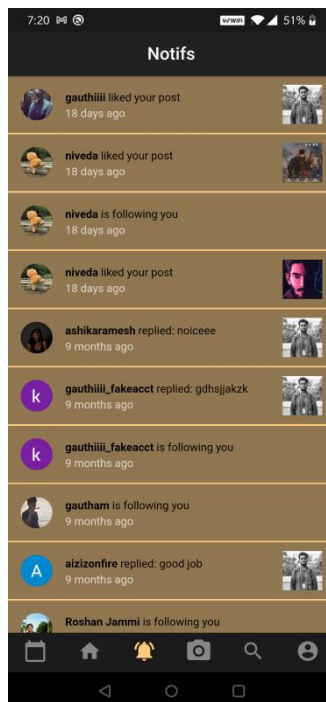 7:20
VoWIFI 51%
Notifs
gauthiiii liked your post
18 days ago
niveda liked your post
18 days ago
niveda is following you
18 days ago
niveda liked your post
18 days ago
ashikaramesh replied: noiceee
9 months ago
k
gauthiiii_fakeacct replied: gdhsjjakzk
9 months ago
k
gauthiiii_fakeacct is following you
9 months ago
gautham is following you
9 months ago
A
aizizonfire replied: good job
9 months ago
Roshan Jammi is following you